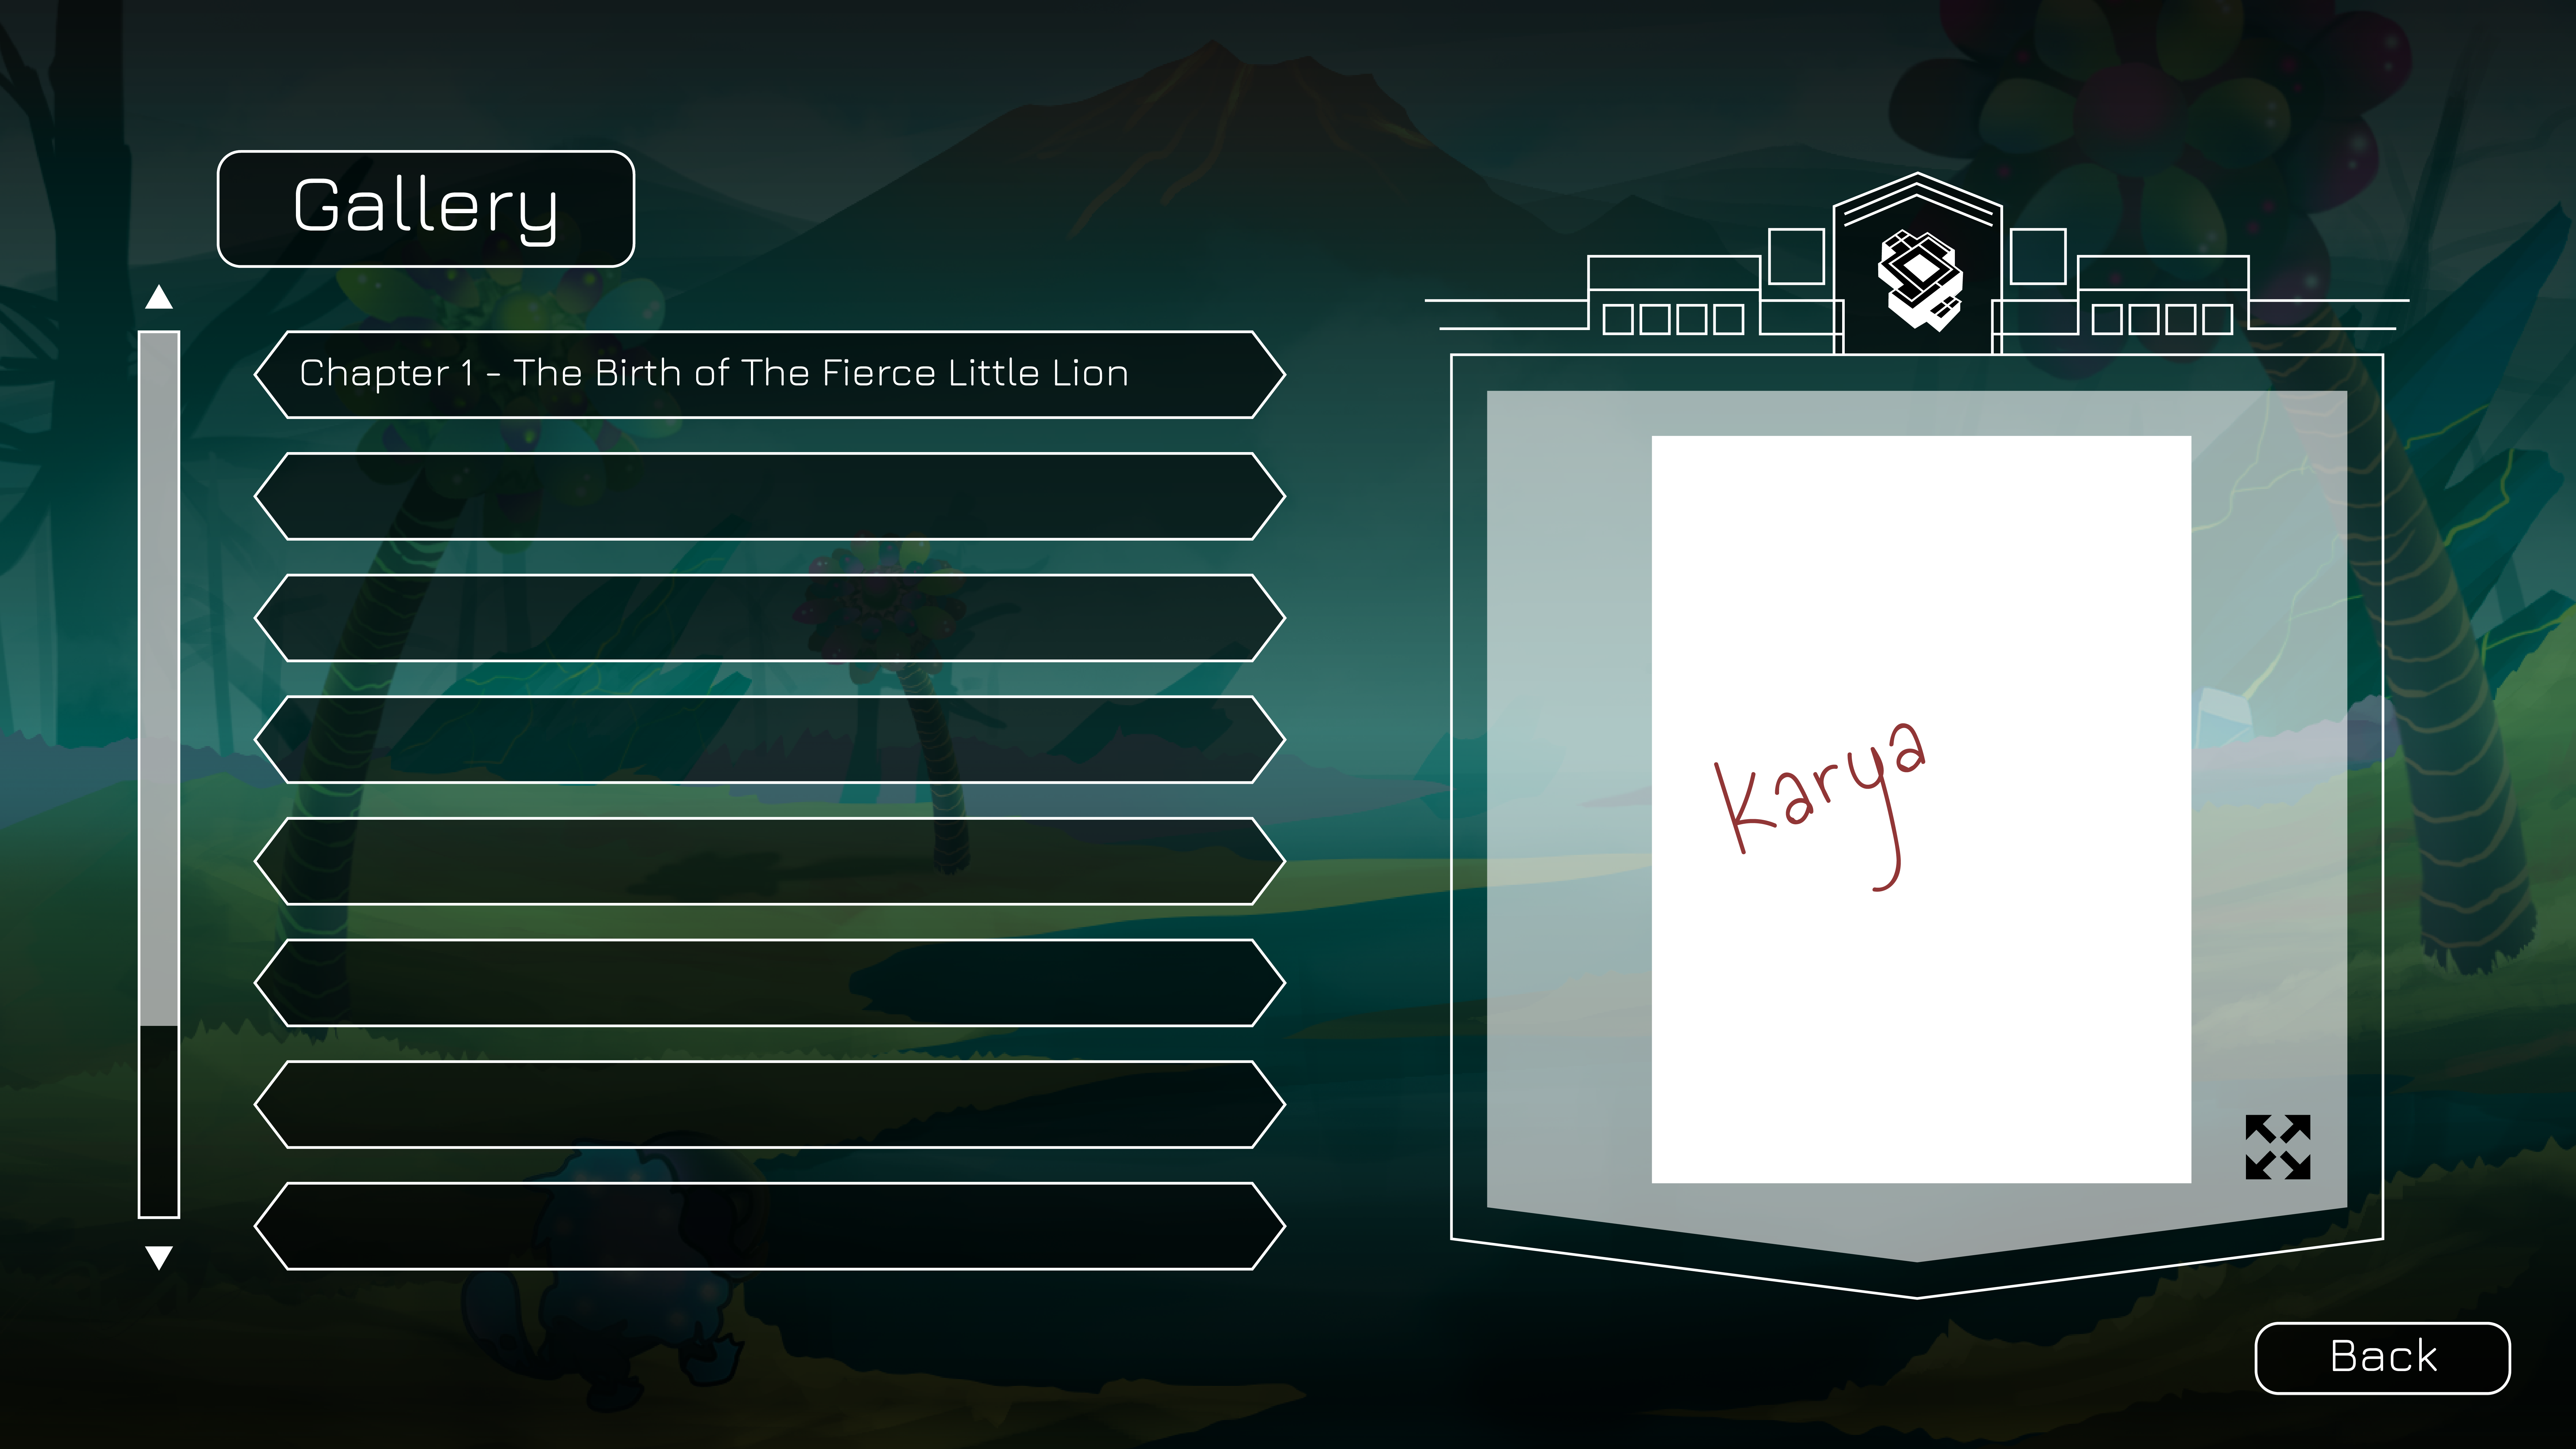 Gallery
Chapter 1 - The Birth of The Fierce Little Lion
Karya
Back